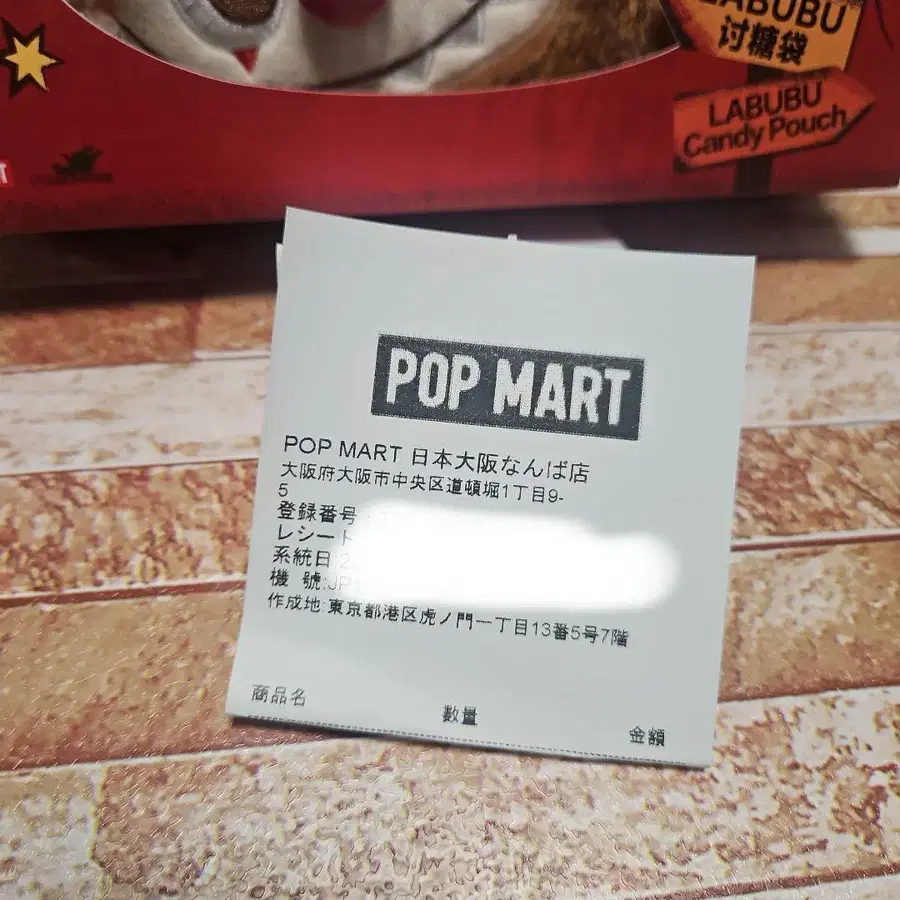 LABUBU
讨糖袋
LABUBU
Candy Pouch
POP MART
POP MART 日本大阪なんば店
大阪府大阪市中央区道頓堀1丁目9-
5
登録番号
レシート
系統日:2
機 號:JP
作成地:東京都港区虎ノ門一丁目13番5号7階
商品名 数量 金額